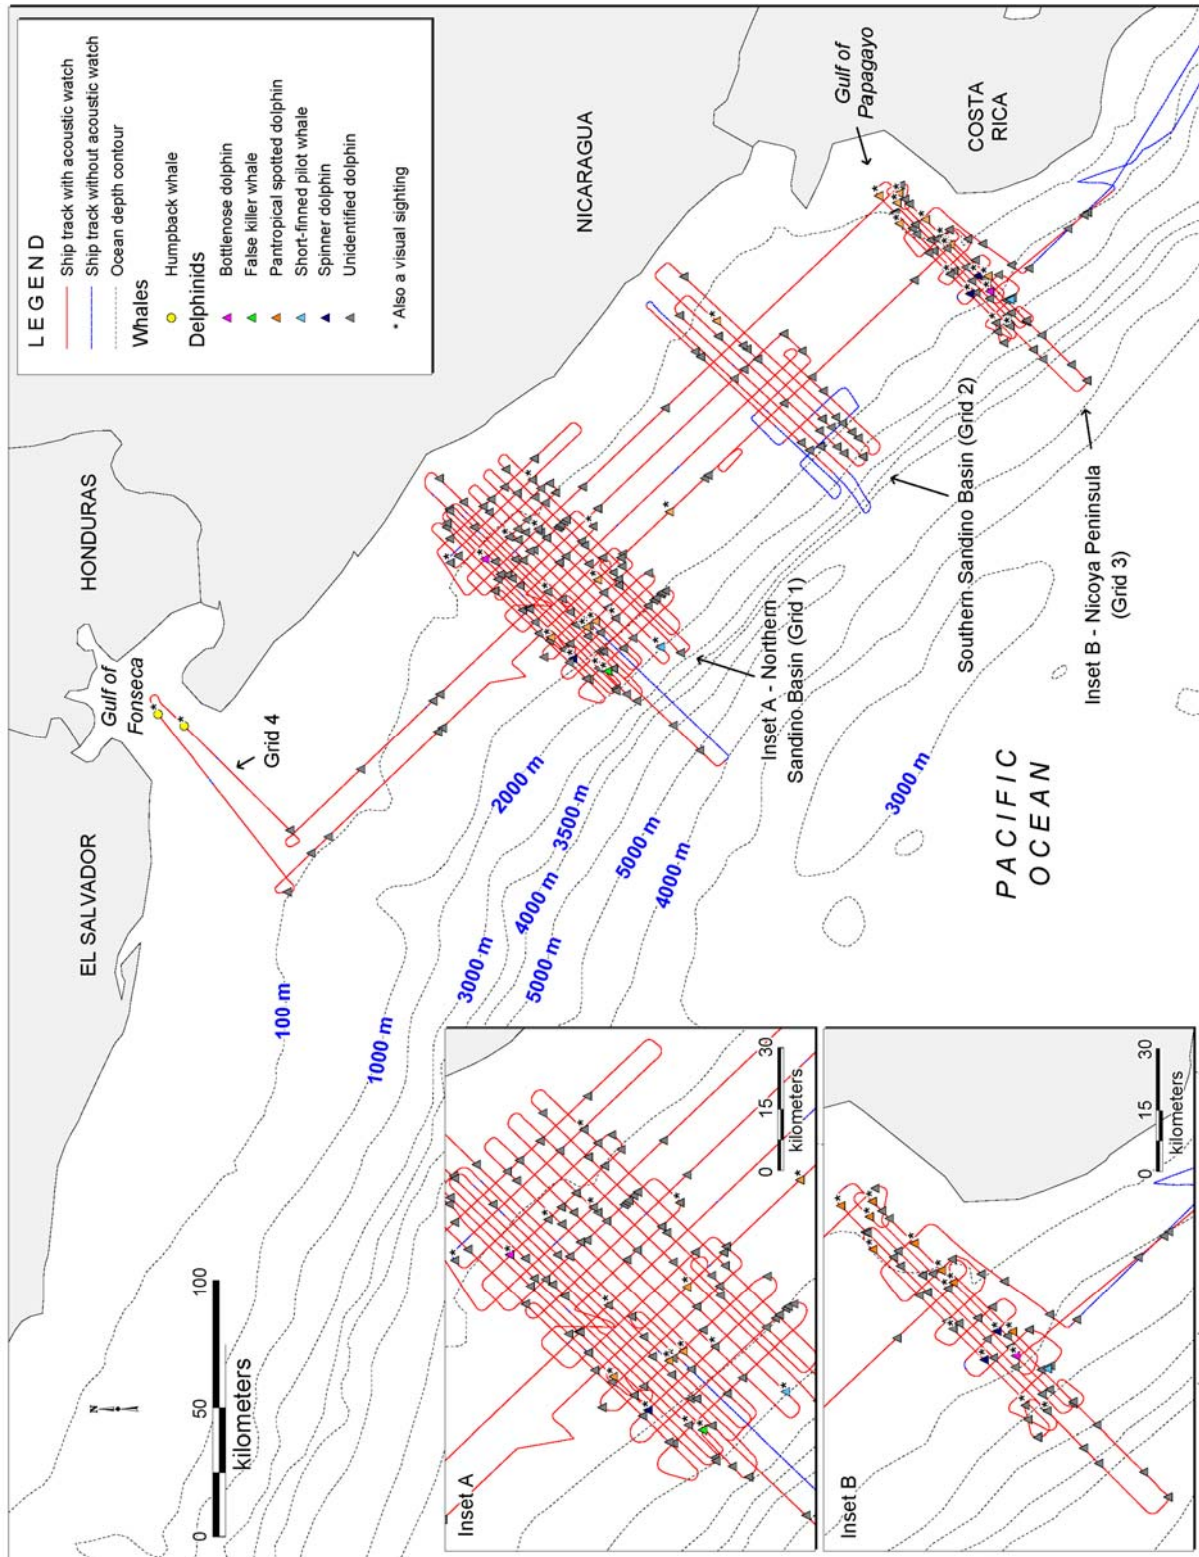 LEGEND
Ship track with acoustic watch
Ship track without acoustic watch
Ocean depth contour
Whales
Humpback whale
Delphinids
Bottlenose dolphin
False killer whale
Pantropical spotted dolphin
Short-finned pilot whale
Spinner dolphin
Unidentified dolphin
* Also a visual sighting
HONDURAS
EL SALVADOR
Gulf of
Fonseca
Grid 4
NICARAGUA
Gulf of
Papagayo
COSTA
RICA
100 m
1000 m
2000 m
3000 m
3500 m
4000 m
5000 m
5000 m
4000 m
3000 m
Inset A - Northern
Sandino Basin (Grid 1)
Southern Sandino Basin (Grid 2)
Inset B - Nicoya Peninsula
(Grid 3)
PACIFIC
OCEAN
N
0 50 100
kilometers
Inset A
0 15 30
kilometers
Inset B
0 15 30
kilometers